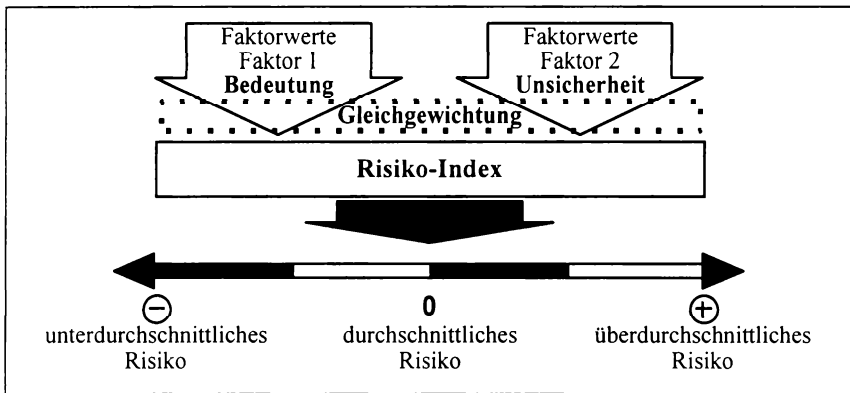 Faktorwerte
Faktor 1
Bedeutung
Faktorwerte
Faktor 2
Unsicherheit
Gleichgewichtung
Risiko-Index
−
unterdurchschnittliches
Risiko
0
durchschnittliches
Risiko
+
überdurchschnittliches
Risiko